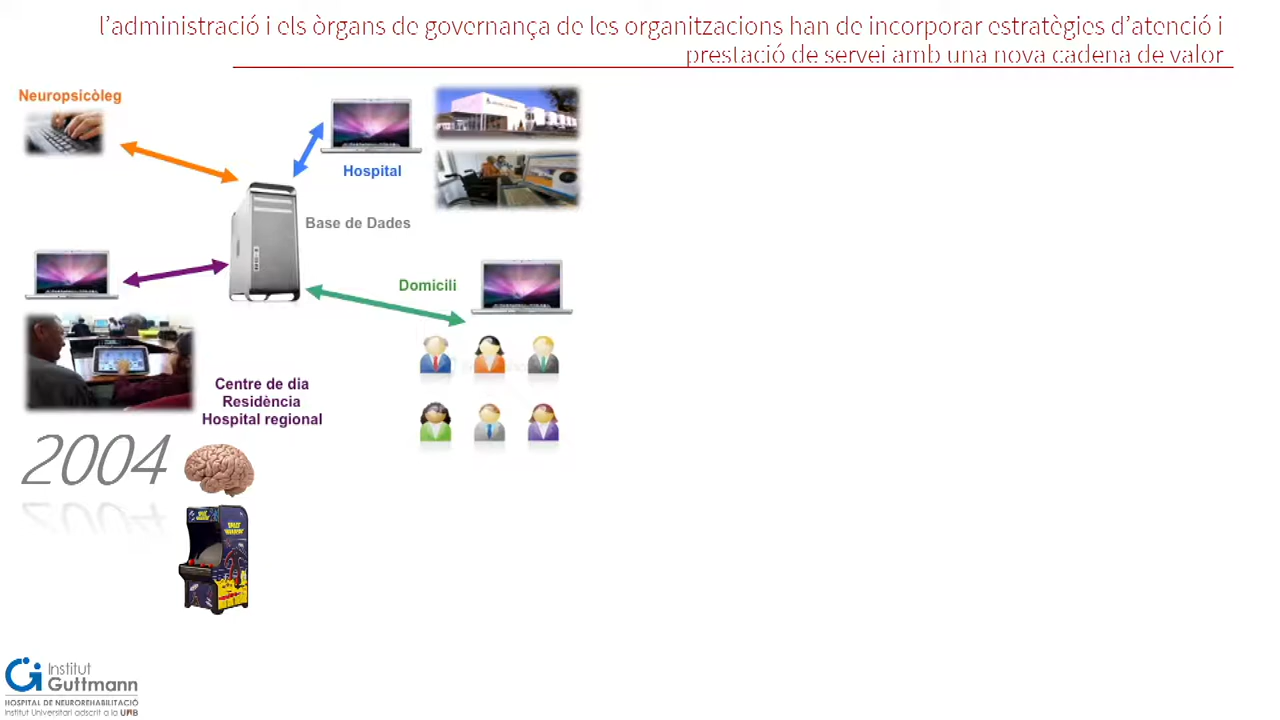 l’administració i els òrgans de governança de les organitzacions han de incorporar estratègies d’atenció i
prestació de servei amb una nova cadena de valor
Neuropsicòleg
Hospital
Base de Dades
Domicili
Centre de dia
Residència
Hospital regional
2004
Institut
Guttmann
HOSPITAL DE NEUROREHABILITACIÓ
Institut Universitari adscrit a la UAB